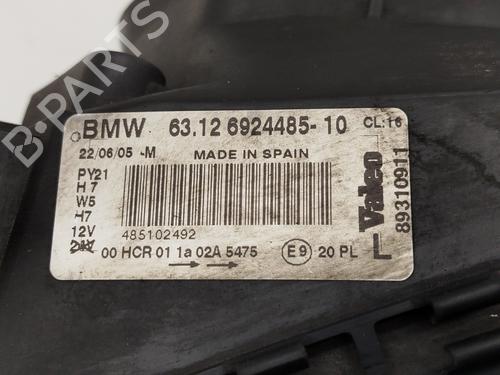 B-PARTS
BMW 63.12 6924485-10 CL:16
22/06/05 -M MADE IN SPAIN
PY21
H7
W5
H7
12V 485102492
00 HCR 01 1a 02A 5475 E9 20 PL
L Valeo
89310911